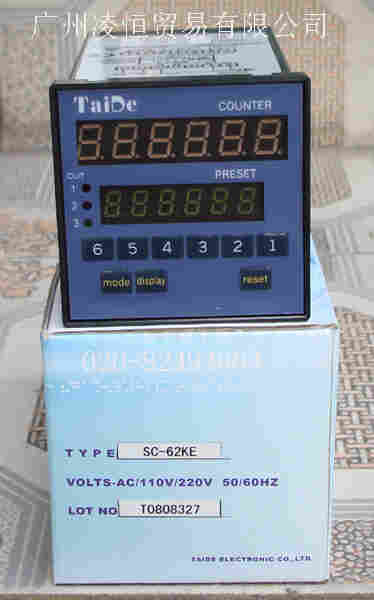 广州凌恒贸易有限公司
TaiDe
COUNTER
OUT
PRESET
1
2
3
6 5 4 3 2 1
mode display reset
TYPE SC-62KE
VOLTS-AC/110V/220V 50/60HZ
LOT NO T0808327
TAIDE ELECTRONIC CO.,LTD.